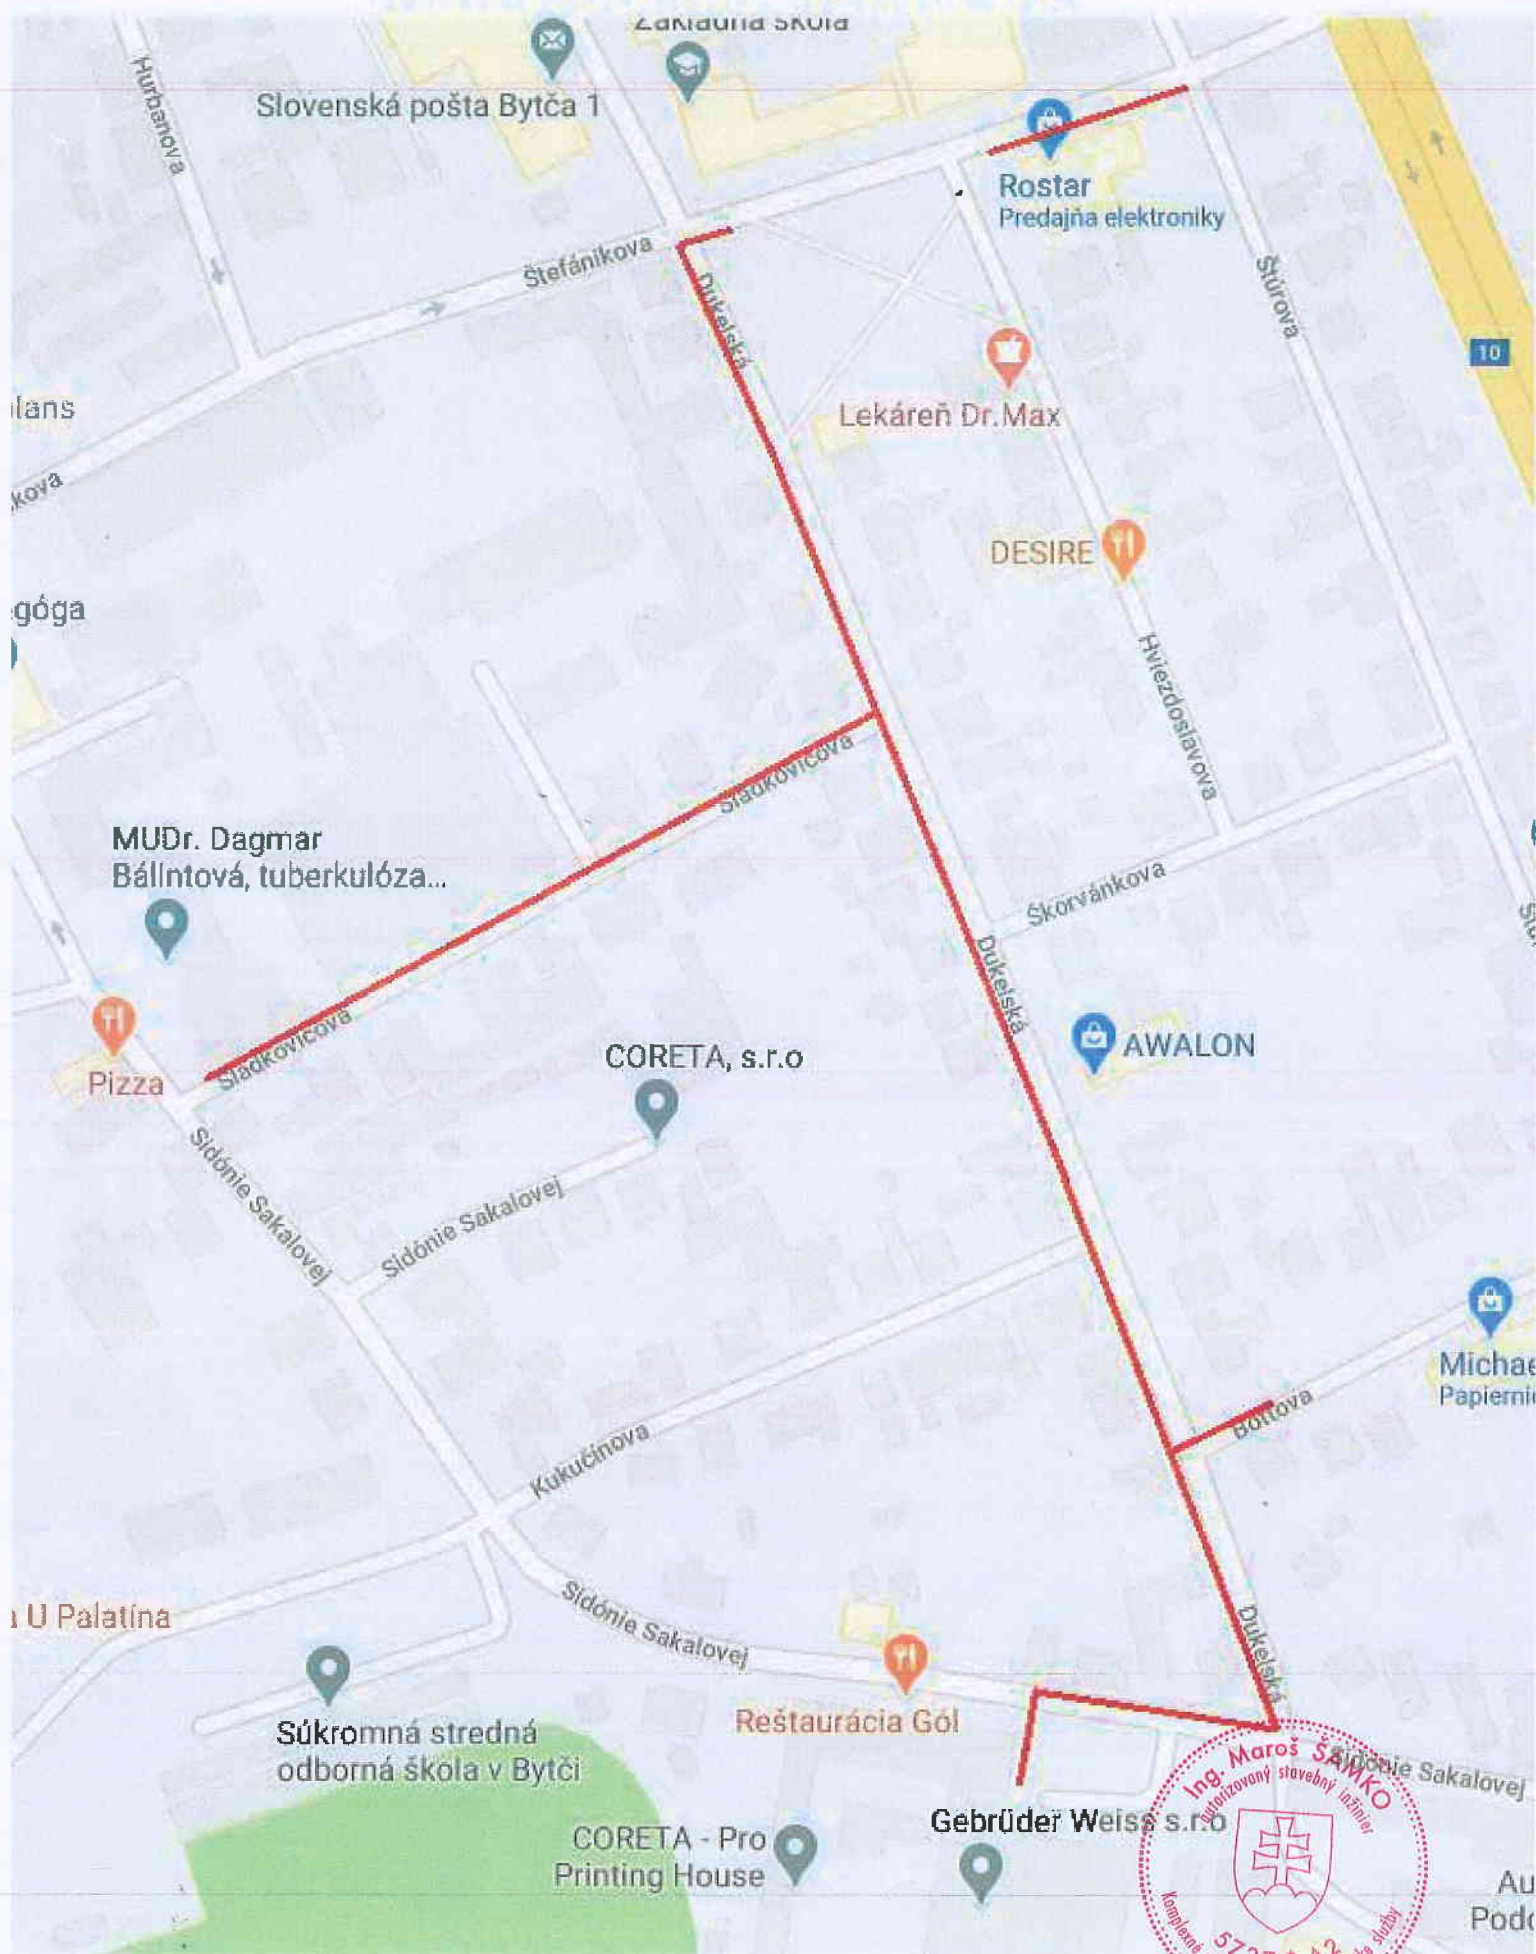 Základná škola
Slovenská pošta Bytča 1
Hurbanova
Rostar
Predajňa elektroniky
Štefánikova
Dukelská
Štúrova
10
lans
kova
Lekáreň Dr.Max
DESIRE
góga
Hviezdoslavova
Sládkovičova
MUDr. Dagmar
Bálintová, tuberkulóza...
Škorvánkova
Dukelská
Sládkovičova
Pizza
CORETA, s.r.o
AWALON
Sidónie Sakalovej
Sidónie Sakalovej
Michae
Papierni
Bottova
Kukučínova
U Palatína
Sidónie Sakalovej
Dukelská
Reštaurácia Gól
Súkromná stredná
odborná škola v Bytči
Sidónie Sakalovej
Ing. Maroš ŠAMKO
autorizovaný stavebný inžinier
Gebrüder Weiss s.r.o
CORETA - Pro
Printing House
Au
Podo
Komplexné
služby